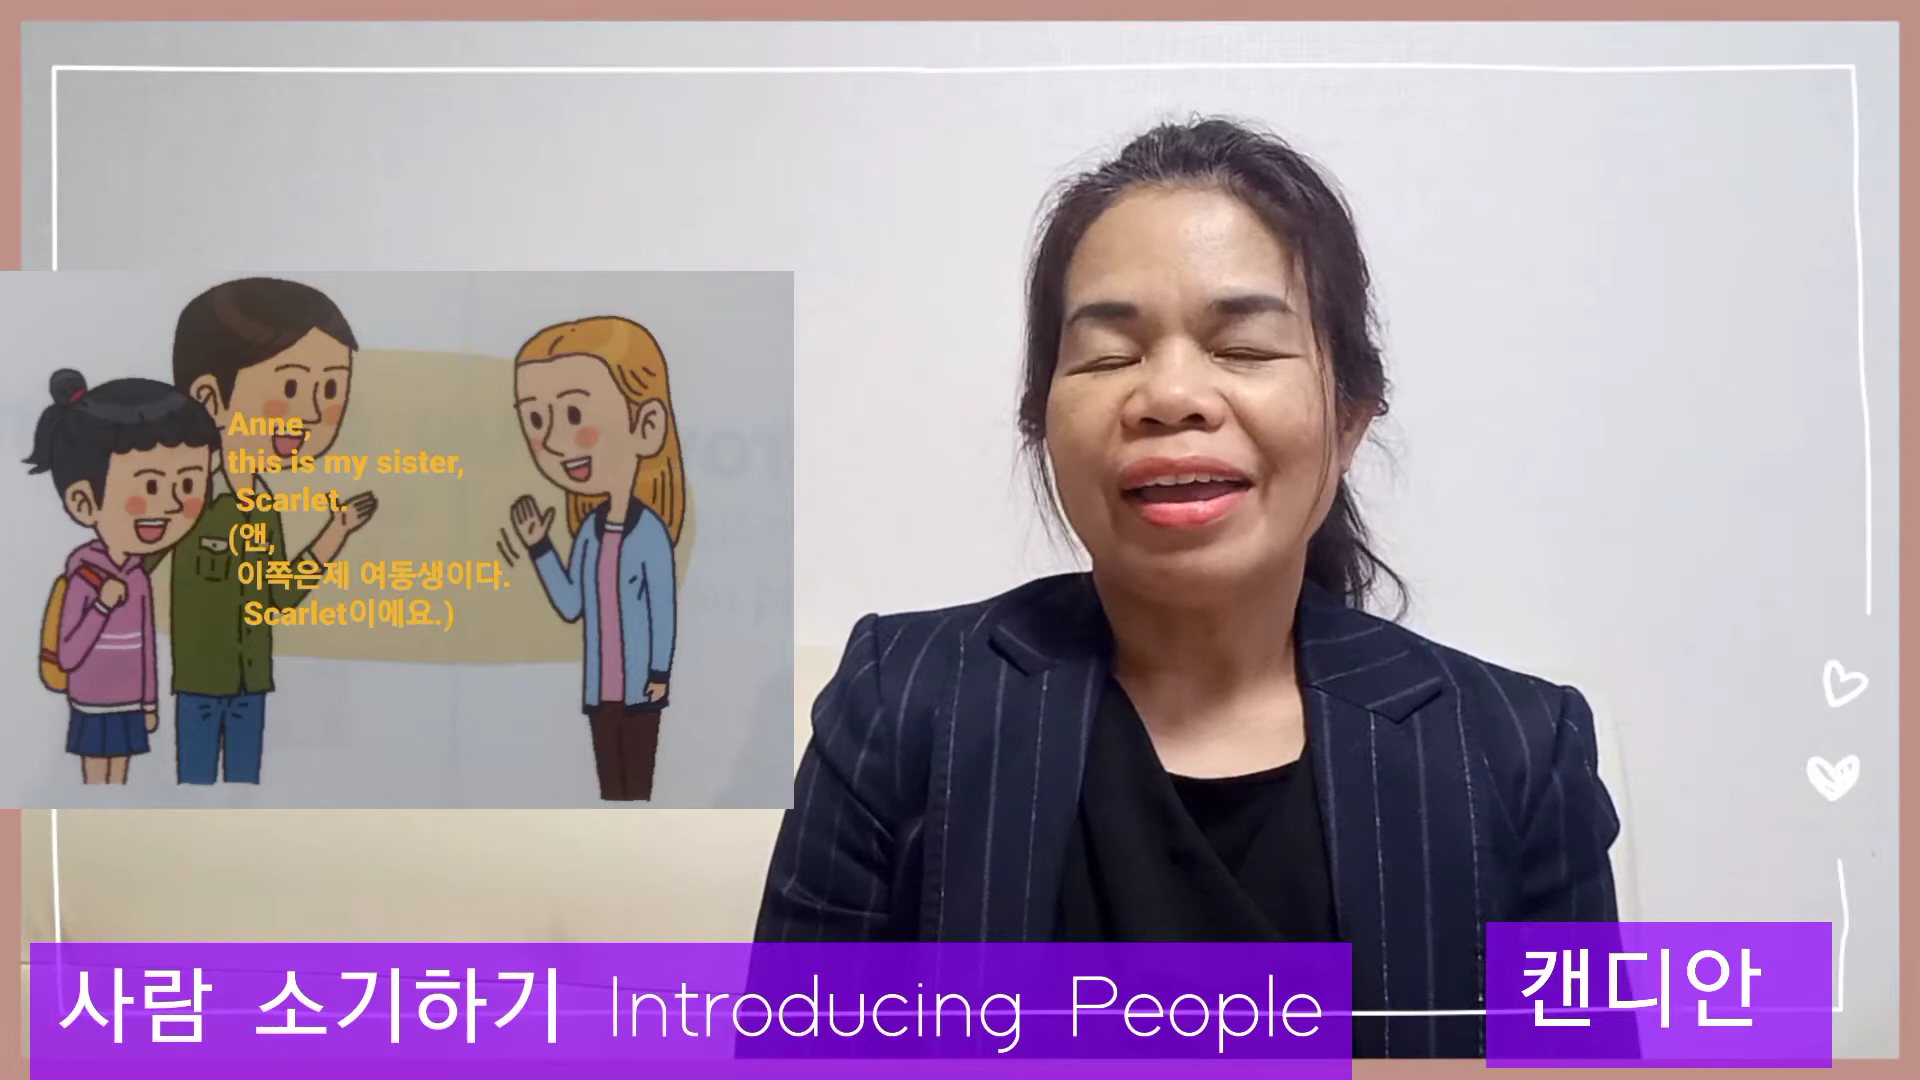 Anne,
this is my sister,
Scarlet.
(앤,
이쪽은제 여동생이다.
Scarlet이에요.)
사람 소기하기 Introducing People
캔디안